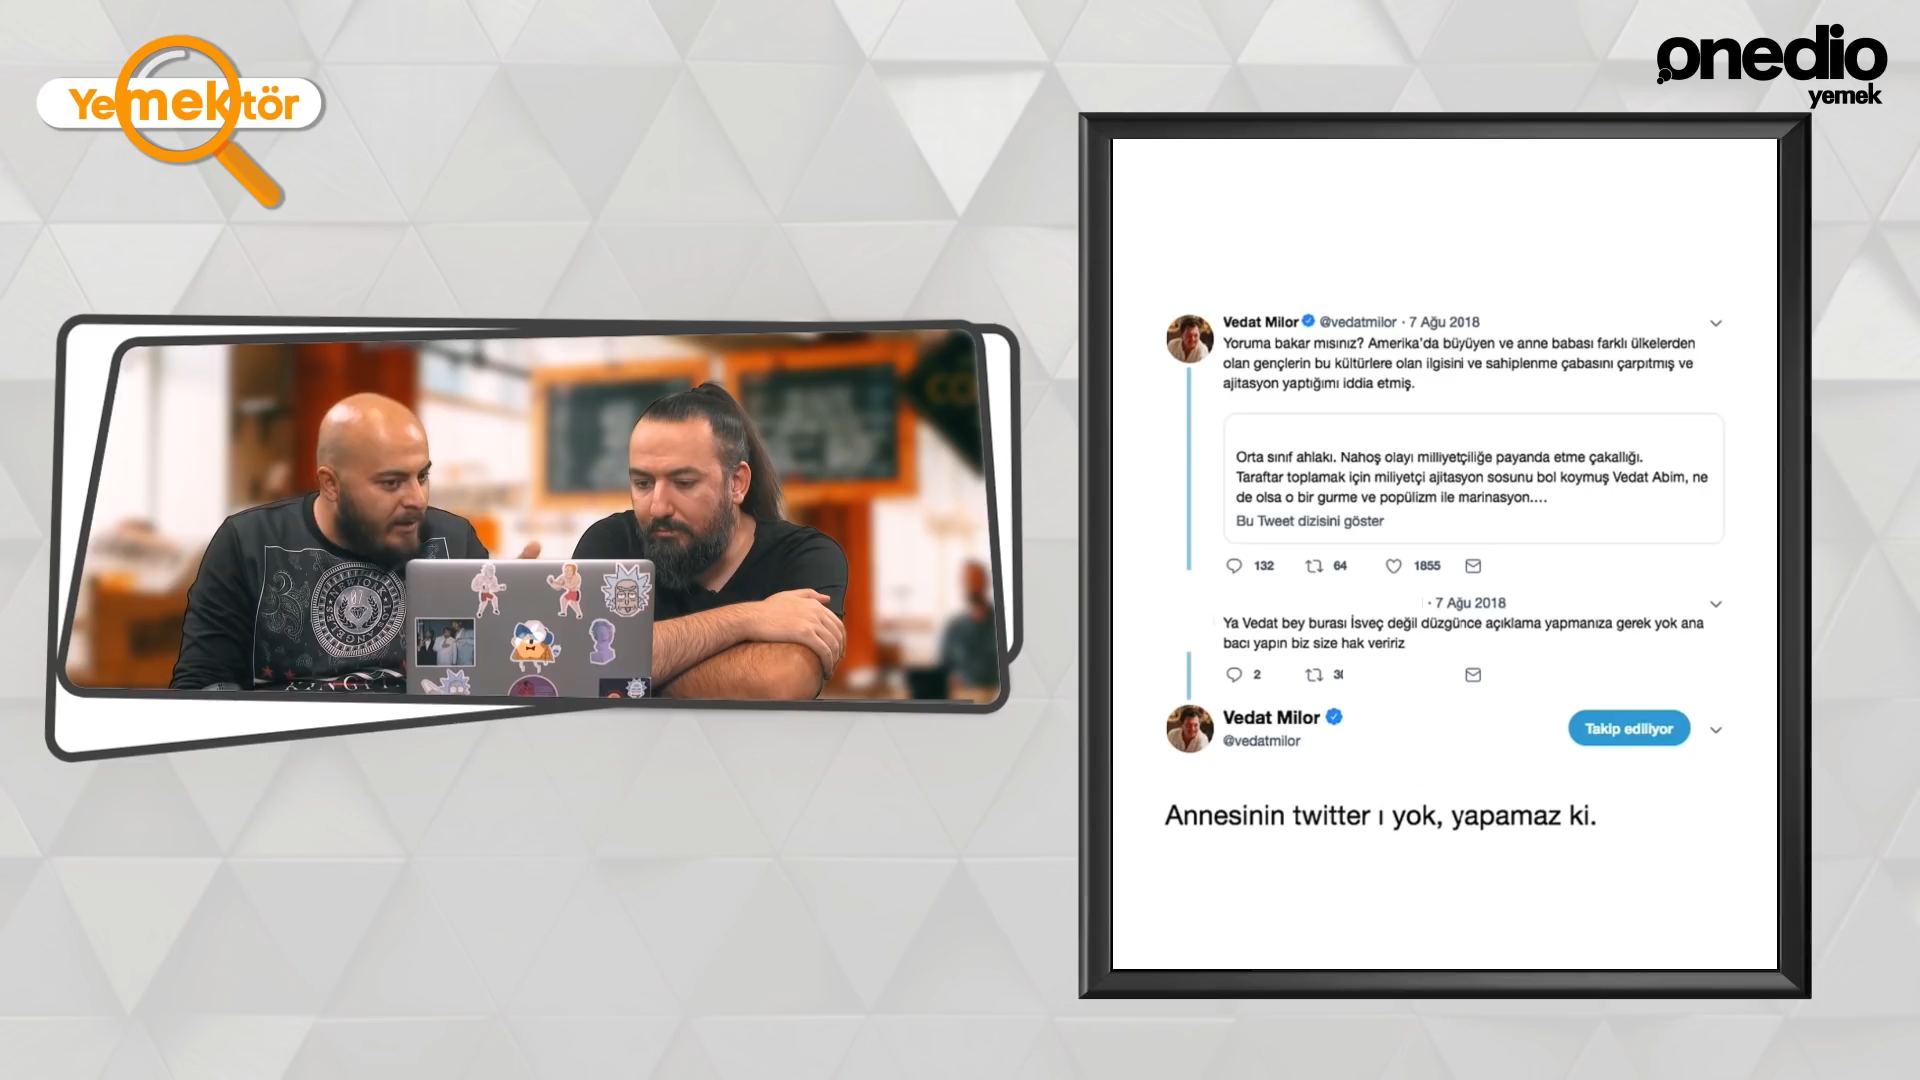 Yemektör
onedio
yemek
NEWYORK
LOS ANGELES
Vedat Milor @vedatmilor · 7 Ağu 2018
Yoruma bakar mısınız? Amerika'da büyüyen ve anne babası farklı ülkelerden
olan gençlerin bu kültürlere olan ilgisini ve sahiplenme çabasını çarpıtmış ve
ajitasyon yaptığımı iddia etmiş.
Orta sınıf ahlakı. Nahoş olayı milliyetçiliğe payanda etme çakallığı.
Taraftar toplamak için miliyetçi ajitasyon sosunu bol koymuş Vedat Abim, ne
de olsa o bir gurme ve popülizm ile marinasyon....
Bu Tweet dizisini göster
132 64 1855
· 7 Ağu 2018
Ya Vedat bey burası İsveç değil düzgünce açıklama yapmanıza gerek yok ana
bacı yapın biz size hak veririz
2
Vedat Milor
@vedatmilor
Takip ediliyor
Annesinin twitter ı yok, yapamaz ki.